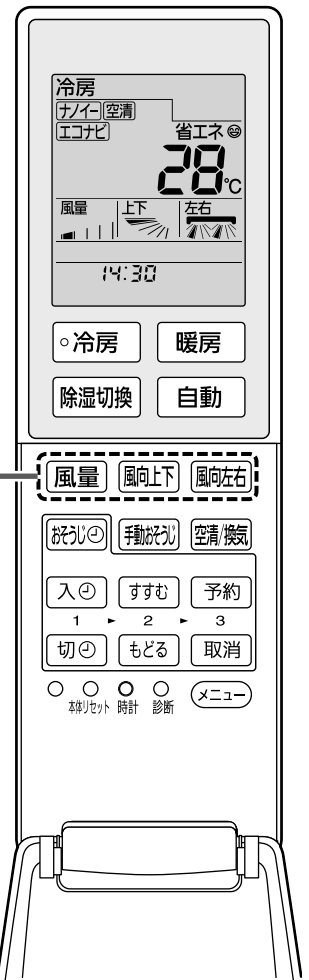 冷房
ナノイー 空清
エコナビ 省エネ
28℃
風量 上下 左右
14:30
冷房 暖房
除湿切換 自動
風量 風向上下 風向左右
おそうじ 手動おそうじ 空清/換気
入 すすむ 予約
1 ► 2 ► 3
切 もどる 取消
本体リセット 時計 診断 メニュー